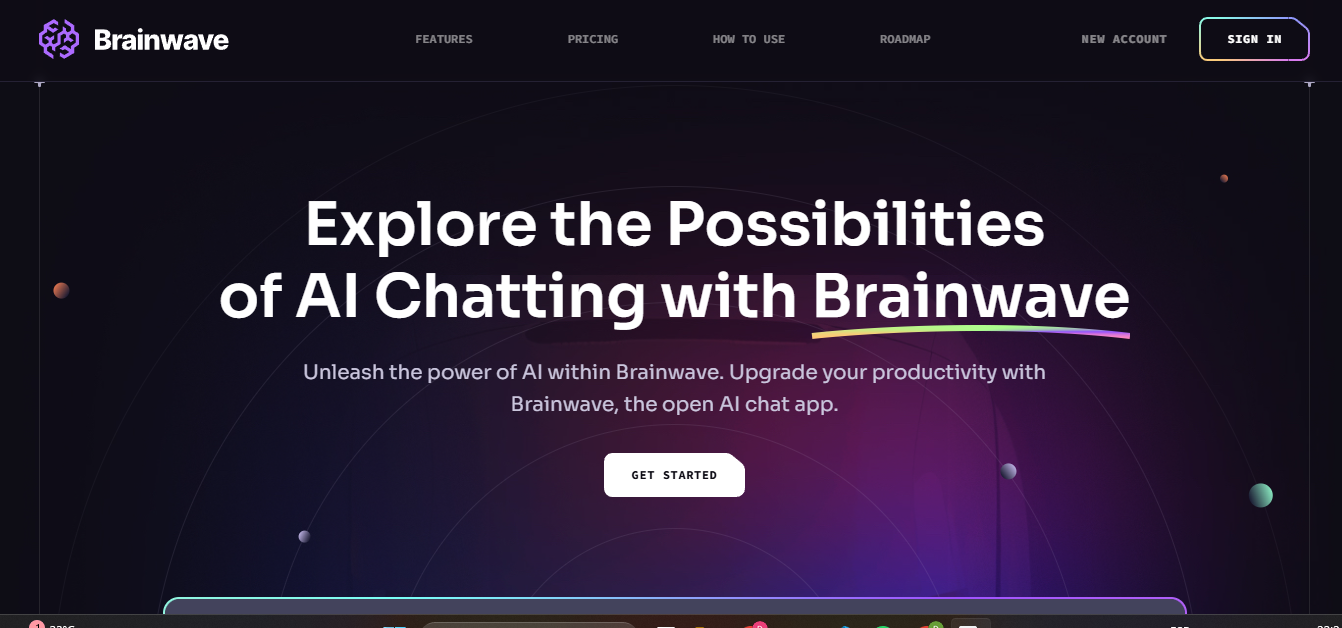 Brainwave
FEATURES
PRICING
HOW TO USE
ROADMAP
NEW ACCOUNT
SIGN IN
Explore the Possibilities
of AI Chatting with Brainwave
Unleash the power of AI within Brainwave. Upgrade your productivity with
Brainwave, the open AI chat app.
GET STARTED